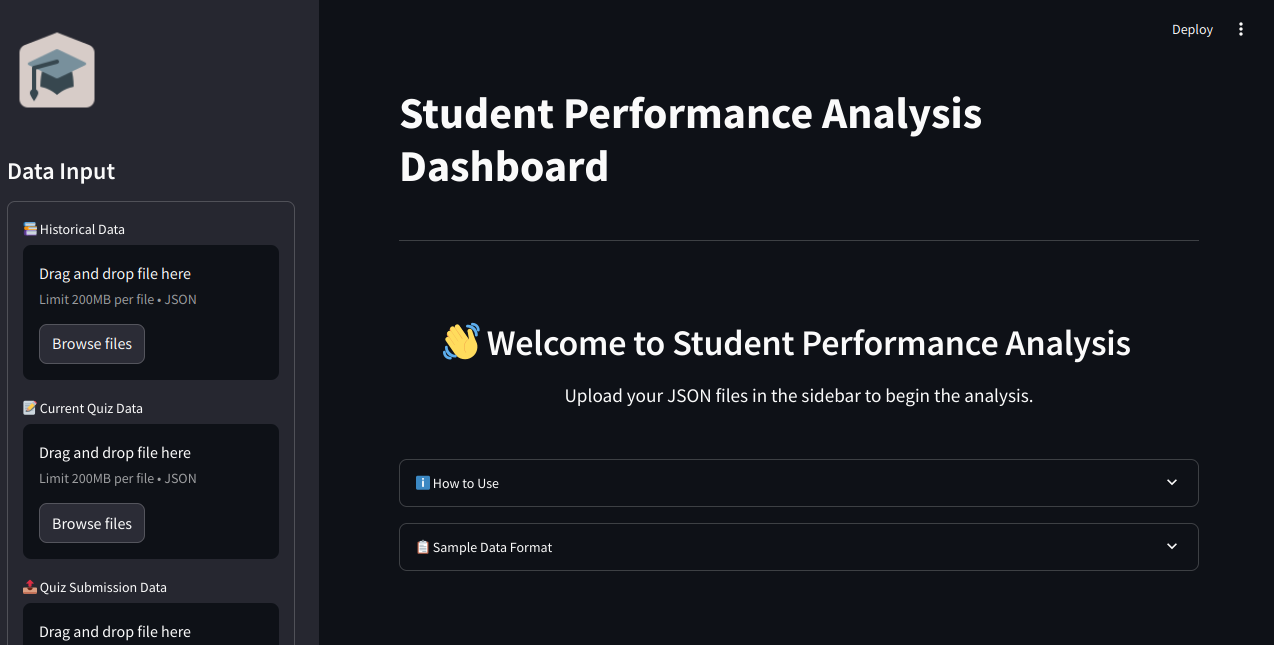 Data Input
📚 Historical Data
Drag and drop file here
Limit 200MB per file • JSON
Browse files
📝 Current Quiz Data
Drag and drop file here
Limit 200MB per file • JSON
Browse files
📤 Quiz Submission Data
Drag and drop file here
Deploy
Student Performance Analysis
Dashboard
👋 Welcome to Student Performance Analysis
Upload your JSON files in the sidebar to begin the analysis.
ℹ️ How to Use
📋 Sample Data Format